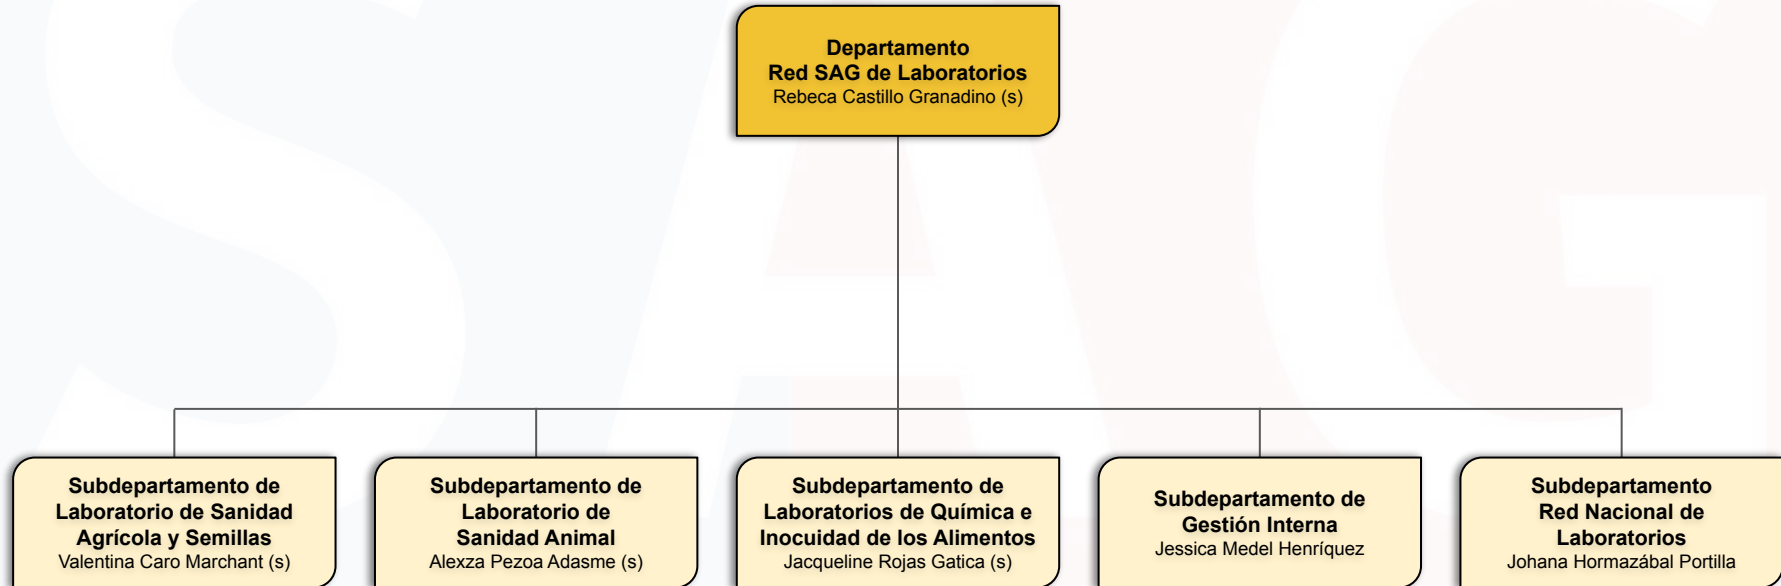 SAG
Departamento
Red SAG de Laboratorios
Rebeca Castillo Granadino (s)
Subdepartamento de
Laboratorio de Sanidad
Agrícola y Semillas
Valentina Caro Marchant (s)
Subdepartamento de
Laboratorio de
Sanidad Animal
Alexza Pezoa Adasme (s)
Subdepartamento de
Laboratorios de Química e
Inocuidad de los Alimentos
Jacqueline Rojas Gatica (s)
Subdepartamento de
Gestión Interna
Jessica Medel Henríquez
Subdepartamento
Red Nacional de
Laboratorios
Johana Hormazábal Portilla